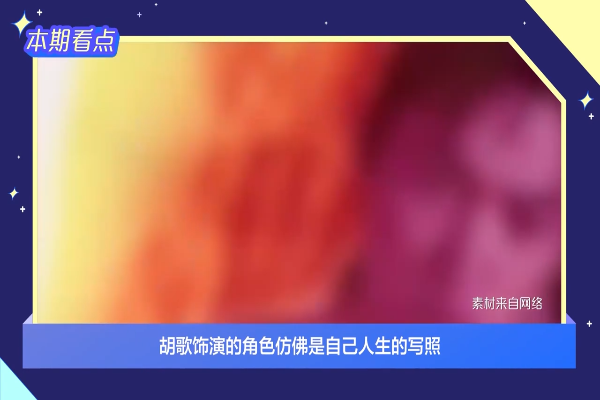 本期看点
素材来自网络
胡歌饰演的角色仿佛是自己人生的写照